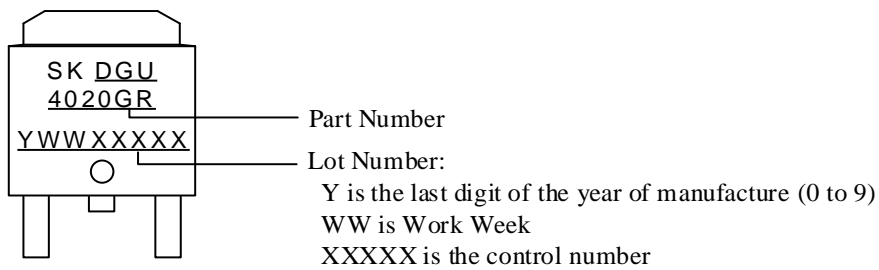 SK DGU
4020GR
YWWXXXXX
Part Number
Lot Number:
Y is the last digit of the year of manufacture (0 to 9)
WW is Work Week
XXXXX is the control number